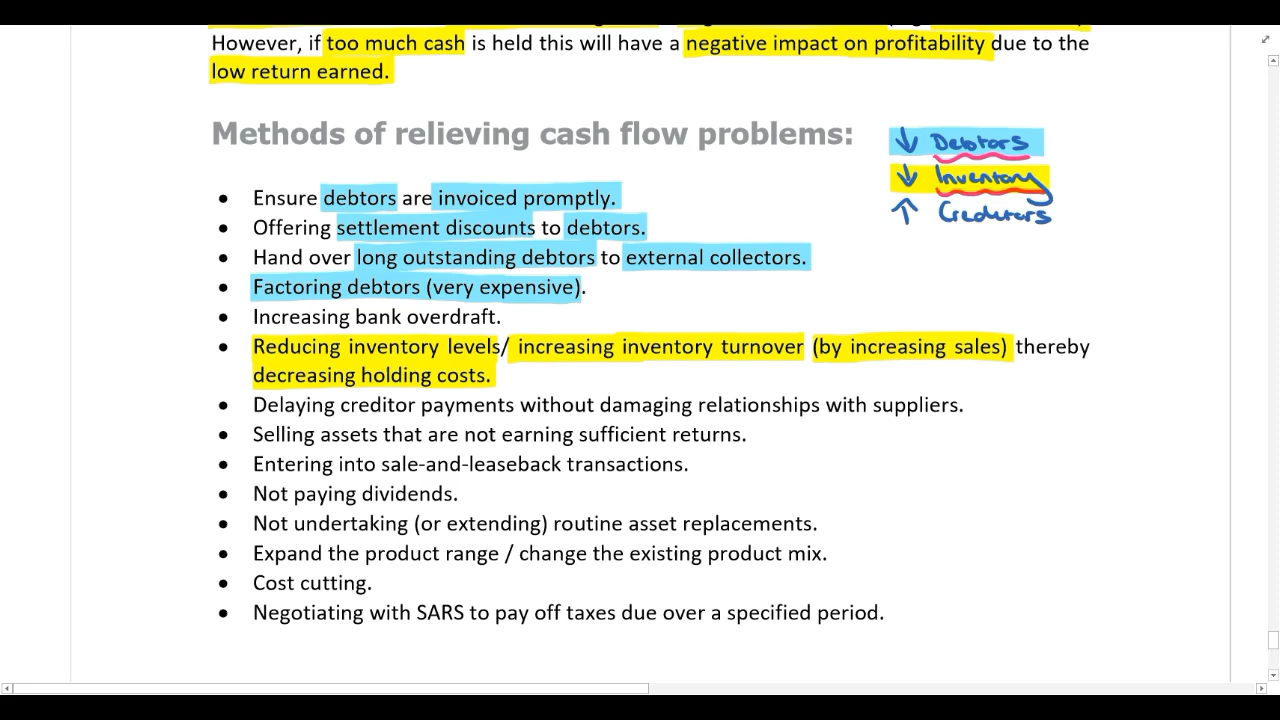 However, if too much cash is held this will have a negative impact on profitability due to the
low return earned.
Methods of relieving cash flow problems:
↓ Debtors
↓ Inventory
↑ Creditors
• Ensure debtors are invoiced promptly.
• Offering settlement discounts to debtors.
• Hand over long outstanding debtors to external collectors.
• Factoring debtors (very expensive).
• Increasing bank overdraft.
• Reducing inventory levels/ increasing inventory turnover (by increasing sales) thereby
decreasing holding costs.
• Delaying creditor payments without damaging relationships with suppliers.
• Selling assets that are not earning sufficient returns.
• Entering into sale-and-leaseback transactions.
• Not paying dividends.
• Not undertaking (or extending) routine asset replacements.
• Expand the product range / change the existing product mix.
• Cost cutting.
• Negotiating with SARS to pay off taxes due over a specified period.